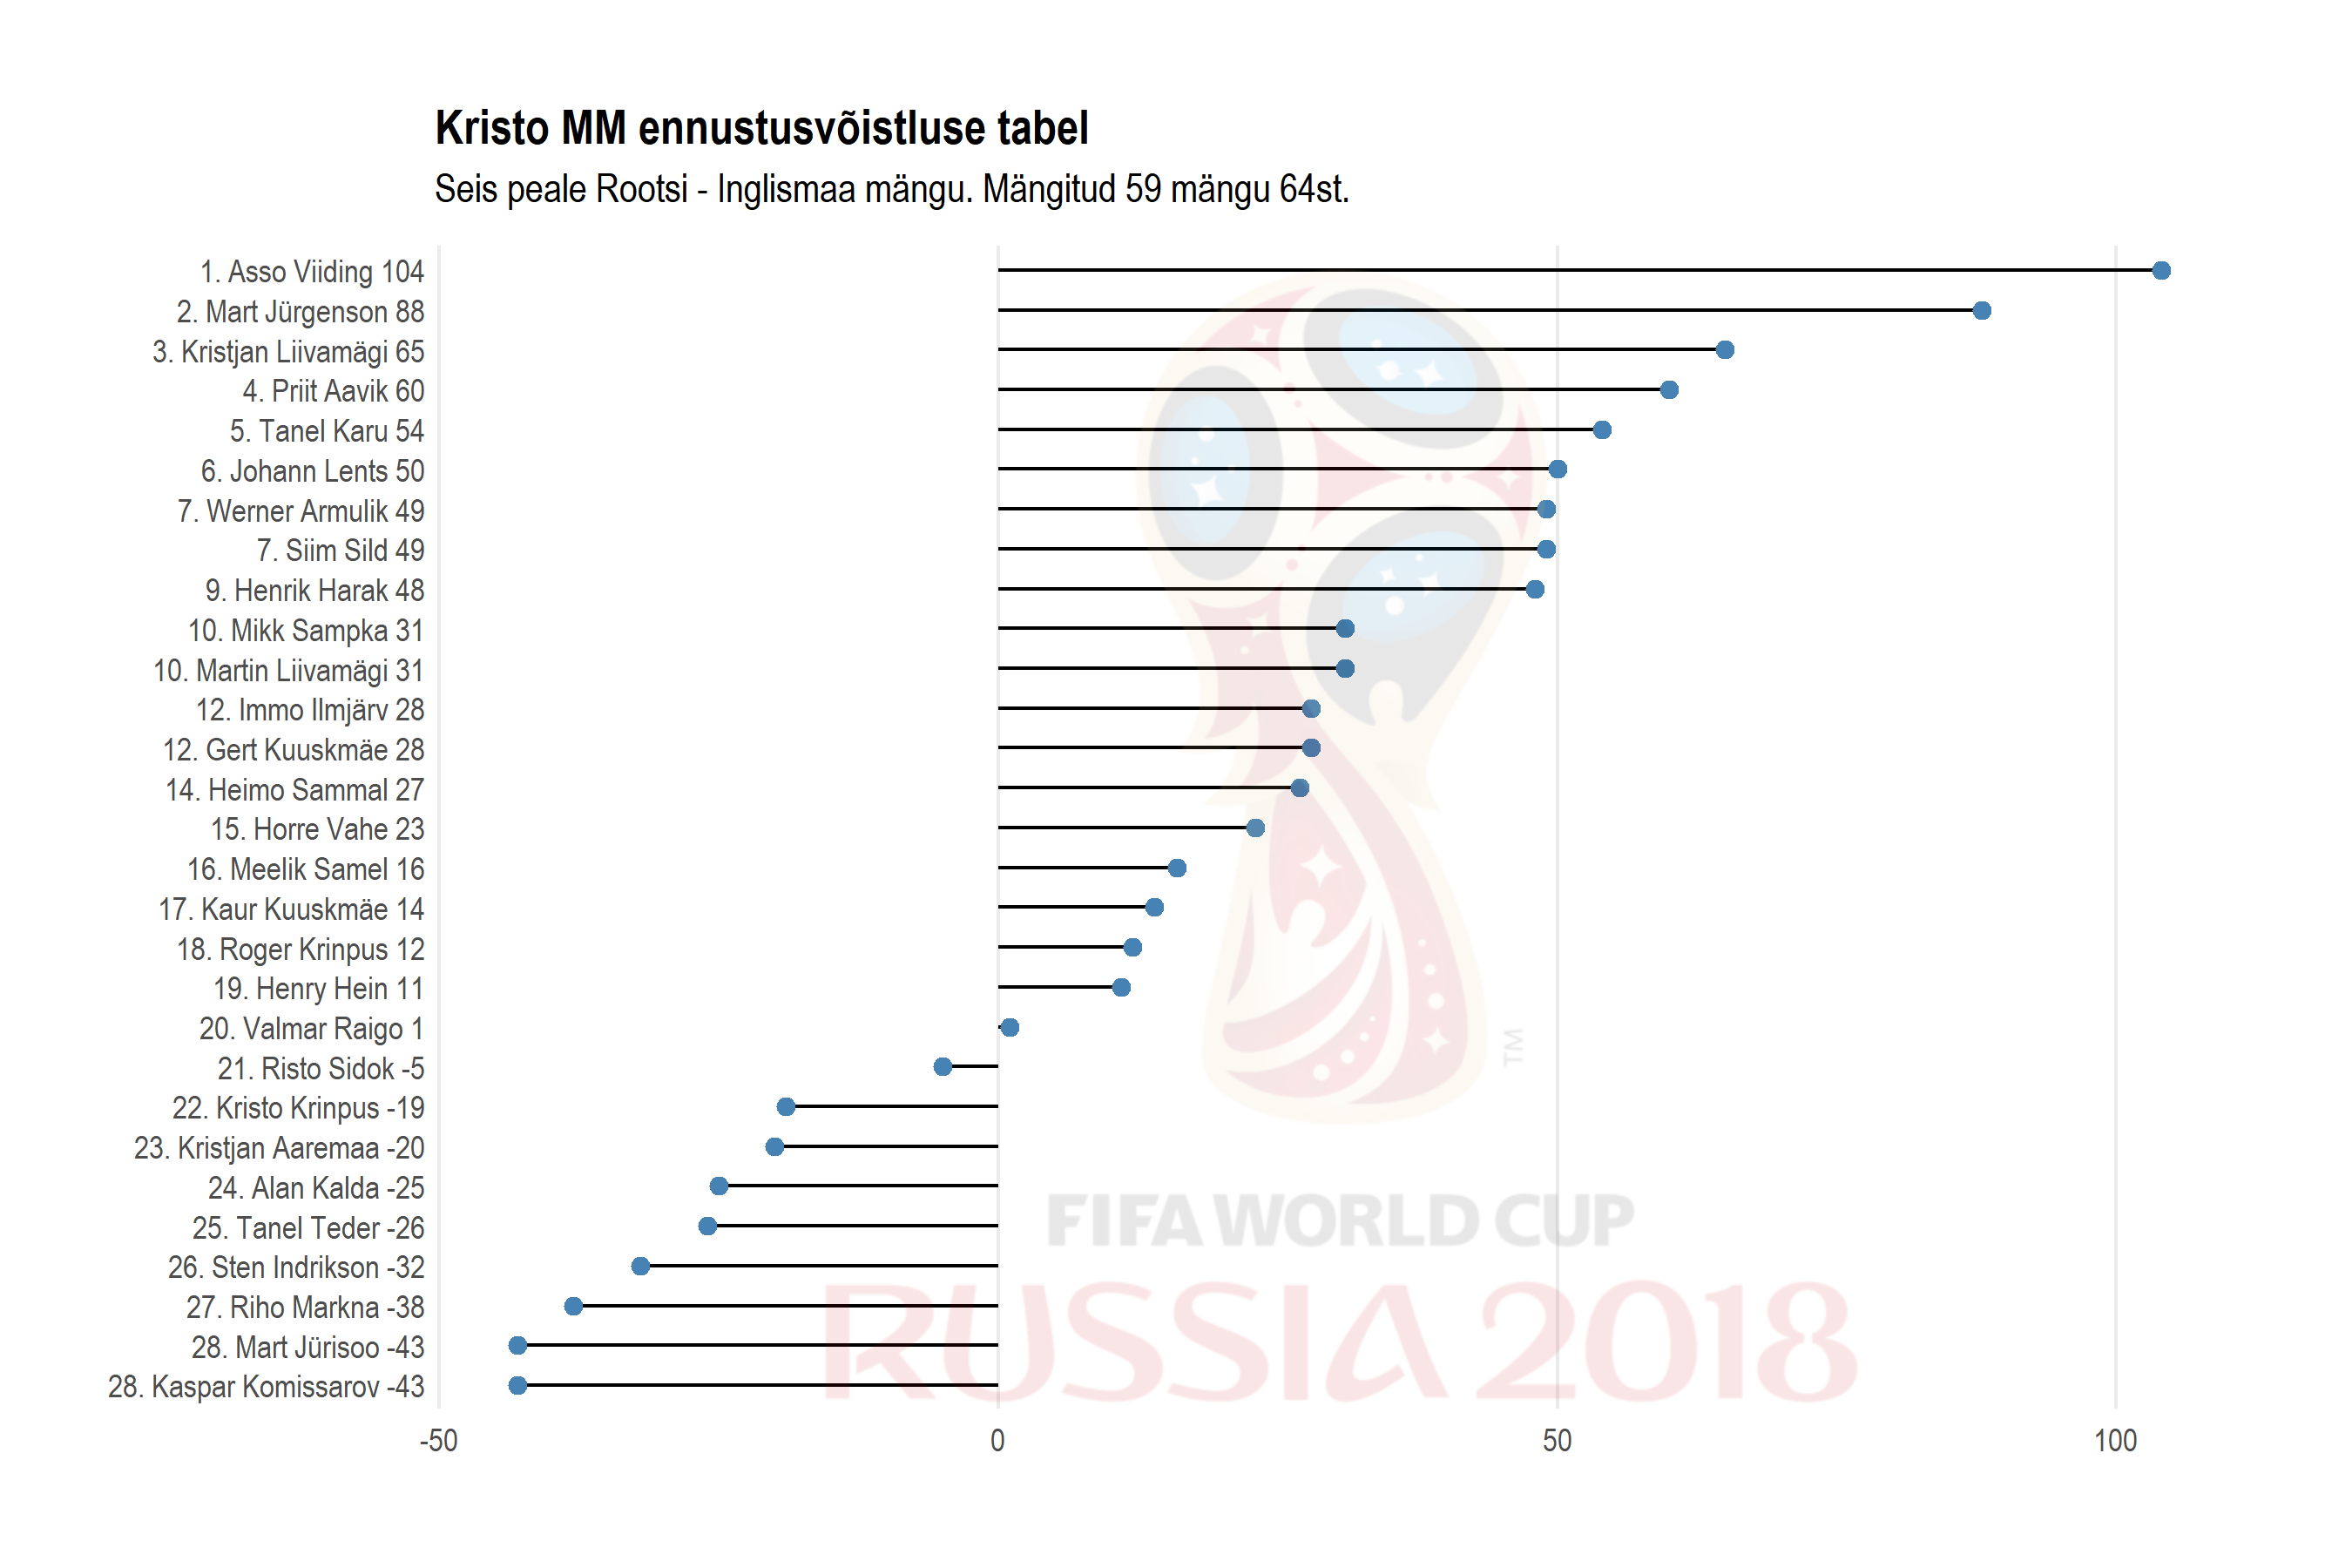 Kristo MM ennustusvõistluse tabel
Seis peale Rootsi - Inglismaa mängu. Mängitud 59 mängu 64st.
1. Asso Viiding 104
2. Mart Jürgenson 88
3. Kristjan Liivamägi 65
4. Priit Aavik 60
5. Tanel Karu 54
6. Johann Lents 50
7. Werner Armulik 49
7. Siim Sild 49
9. Henrik Harak 48
10. Mikk Sampka 31
10. Martin Liivamägi 31
12. Immo Ilmjärv 28
12. Gert Kuuskmäe 28
14. Heimo Sammal 27
15. Horre Vahe 23
16. Meelik Samel 16
17. Kaur Kuuskmäe 14
18. Roger Krinpus 12
19. Henry Hein 11
20. Valmar Raigo 1
21. Risto Sidok -5
22. Kristo Krinpus -19
23. Kristjan Aaremaa -20
24. Alan Kalda -25
25. Tanel Teder -26
26. Sten Indrikson -32
27. Riho Markna -38
28. Mart Jürisoo -43
28. Kaspar Komissarov -43
-50 0 50 100
TM
FIFA WORLD CUP
RUSSIA 2018